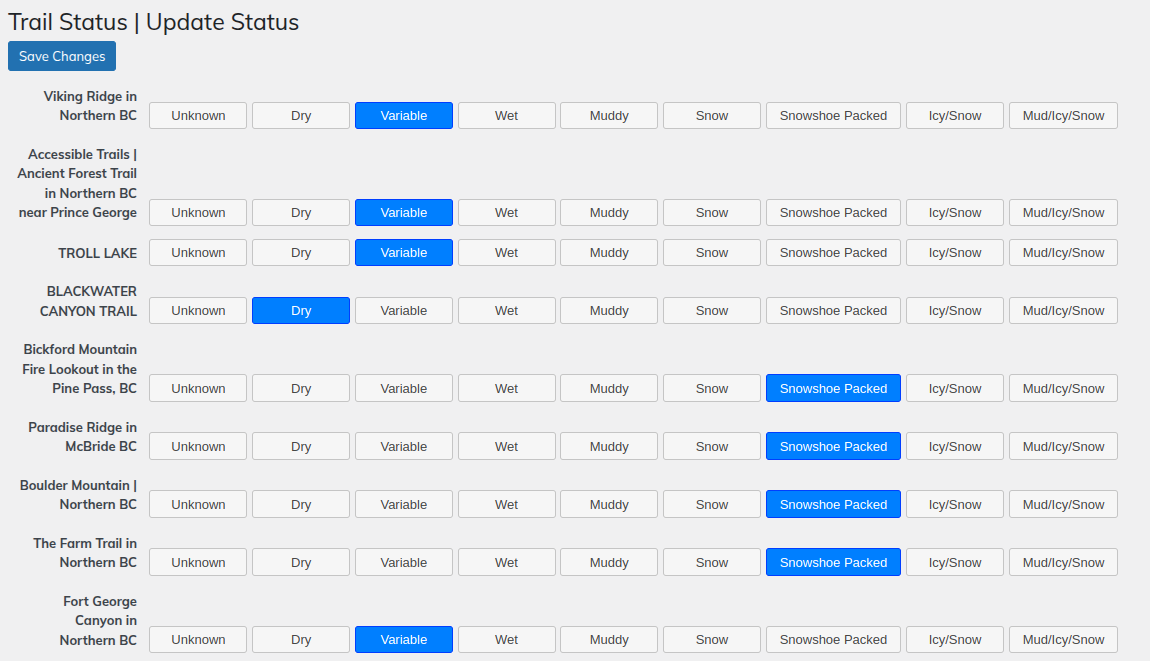 Trail Status | Update Status
Save Changes
Viking Ridge in
Northern BC
Unknown Dry Variable Wet Muddy Snow Snowshoe Packed Icy/Snow Mud/Icy/Snow
Accessible Trails |
Ancient Forest Trail
in Northern BC
near Prince George
Unknown Dry Variable Wet Muddy Snow Snowshoe Packed Icy/Snow Mud/Icy/Snow
TROLL LAKE
Unknown Dry Variable Wet Muddy Snow Snowshoe Packed Icy/Snow Mud/Icy/Snow
BLACKWATER
CANYON TRAIL
Unknown Dry Variable Wet Muddy Snow Snowshoe Packed Icy/Snow Mud/Icy/Snow
Bickford Mountain
Fire Lookout in the
Pine Pass, BC
Unknown Dry Variable Wet Muddy Snow Snowshoe Packed Icy/Snow Mud/Icy/Snow
Paradise Ridge in
McBride BC
Unknown Dry Variable Wet Muddy Snow Snowshoe Packed Icy/Snow Mud/Icy/Snow
Boulder Mountain |
Northern BC
Unknown Dry Variable Wet Muddy Snow Snowshoe Packed Icy/Snow Mud/Icy/Snow
The Farm Trail in
Northern BC
Unknown Dry Variable Wet Muddy Snow Snowshoe Packed Icy/Snow Mud/Icy/Snow
Fort George
Canyon in
Northern BC
Unknown Dry Variable Wet Muddy Snow Snowshoe Packed Icy/Snow Mud/Icy/Snow